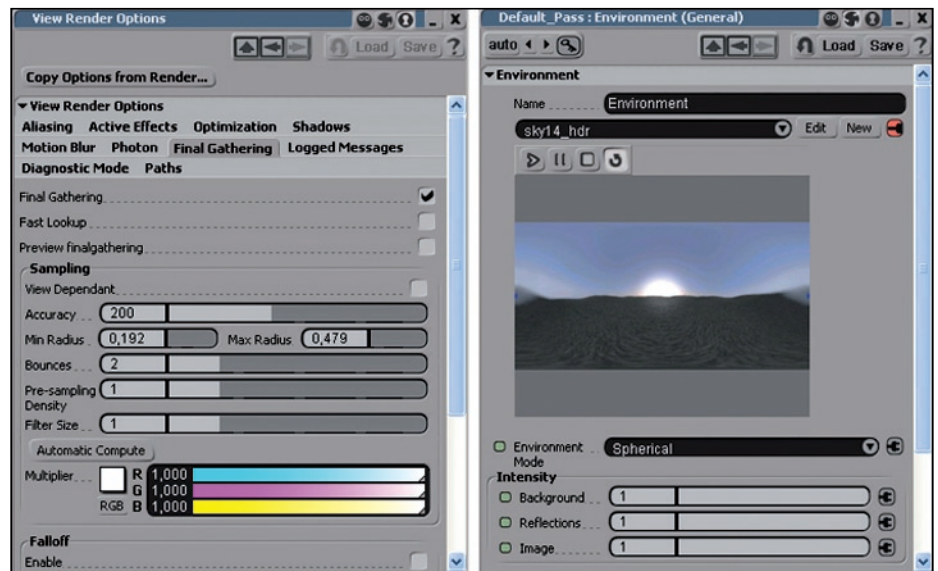 View Render Options
Load Save ?
Copy Options from Render...
View Render Options
Aliasing Active Effects Optimization Shadows
Motion Blur Photon Final Gathering Logged Messages
Diagnostic Mode Paths
Final Gathering
Fast Lookup
Preview finalgathering
Sampling
View Dependant
Accuracy 200
Min Radius 0,192 Max Radius 0,479
Bounces 2
Pre-sampling Density 1
Filter Size 1
Automatic Compute
Multiplier R 1,000
G 1,000
RGB B 1,000
Falloff
Enable
Default_Pass : Environment (General)
auto Load Save ?
Environment
Name Environment
sky14_hdr Edit New
Environment Mode Spherical
Intensity
Background 1
Reflections 1
Image 1